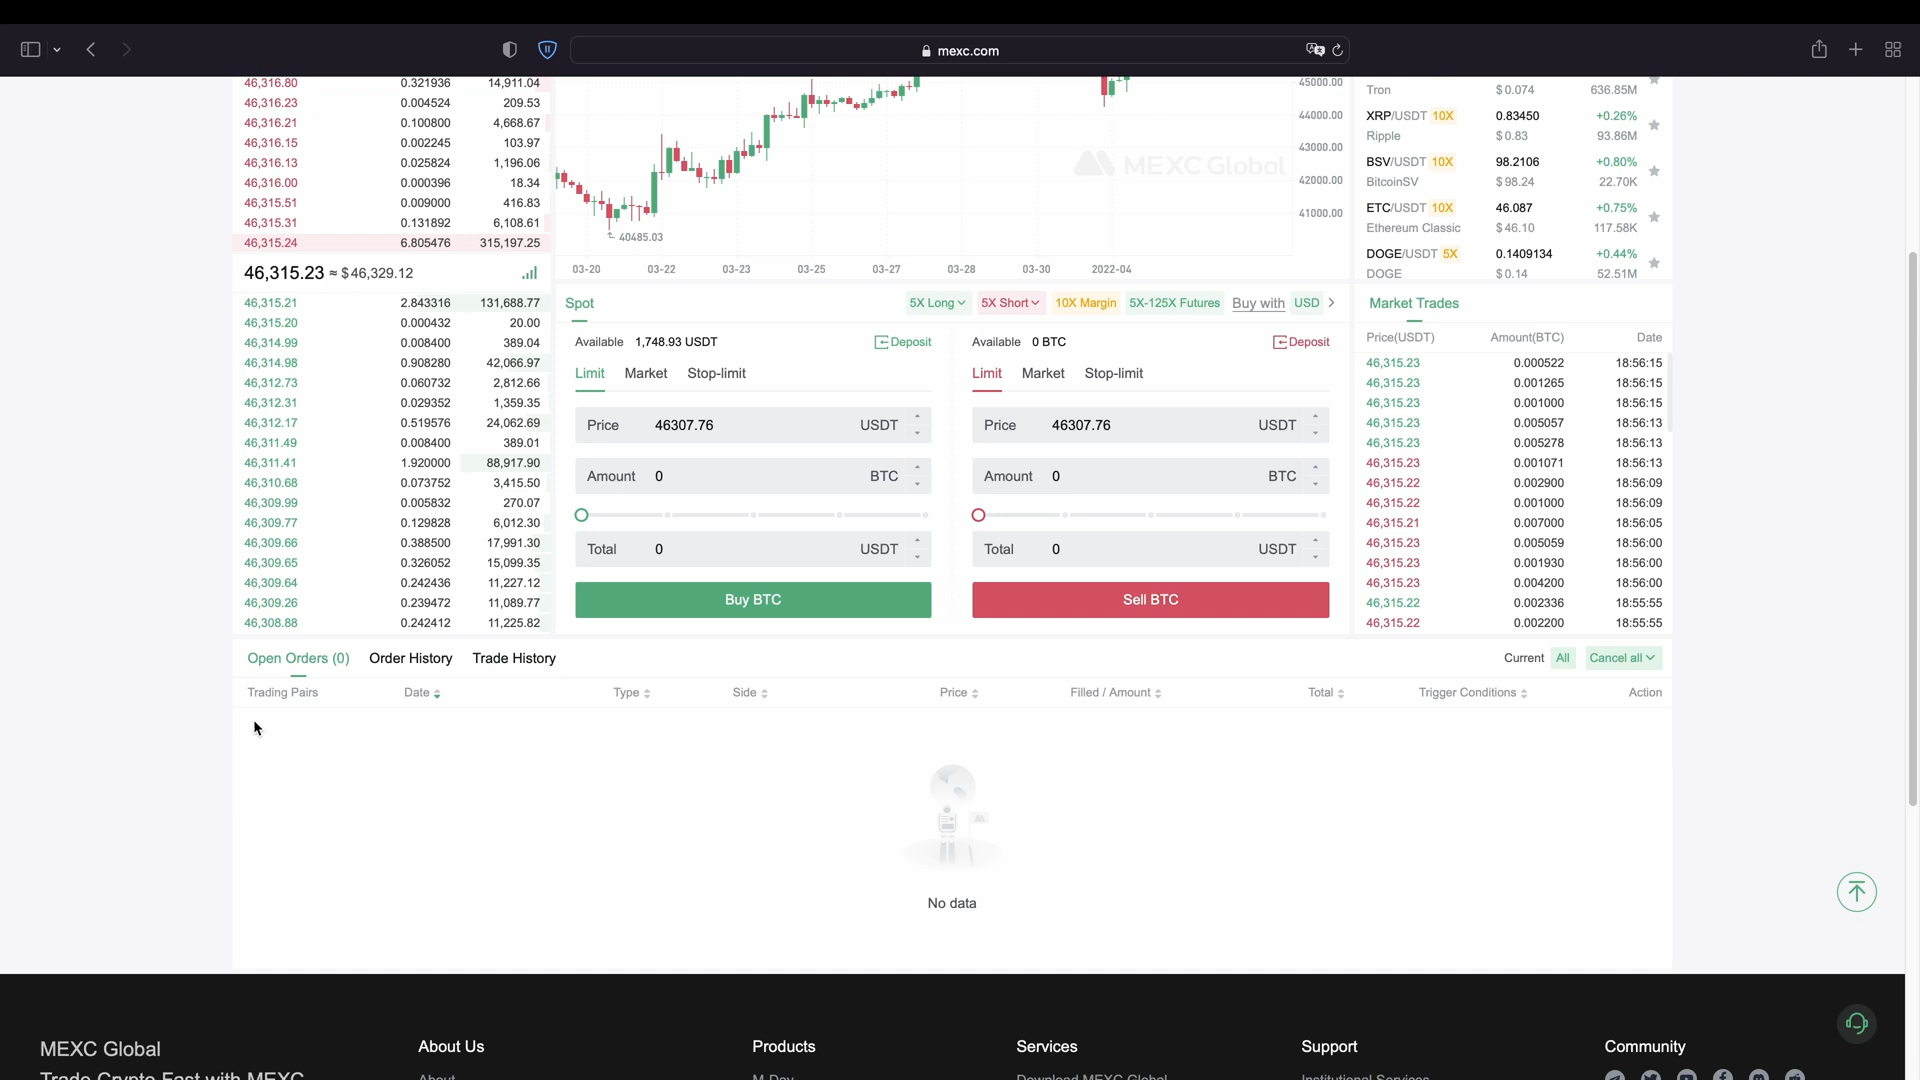 mexc.com
46,316.80 0.321936 14,911.04
46,316.23 0.004524 209.53
46,316.21 0.100800 4,668.67
46,316.15 0.002245 103.97
46,316.13 0.025824 1,196.06
46,316.00 0.000396 18.34
46,315.51 0.009000 416.83
46,315.31 0.131892 6,108.61
46,315.24 6.805476 315,197.25
46,315.23 ≈ $46,329.12
46,315.21 2.843316 131,688.77
46,315.20 0.000432 20.00
46,314.99 0.008400 389.04
46,314.98 0.908280 42,066.97
46,312.73 0.060732 2,812.66
46,312.31 0.029352 1,359.35
46,312.17 0.519576 24,062.69
46,311.49 0.008400 389.01
46,311.41 1.920000 88,917.90
46,310.68 0.073752 3,415.50
46,309.99 0.005832 270.07
46,309.77 0.129828 6,012.30
46,309.66 0.388500 17,991.30
46,309.65 0.326052 15,099.35
46,309.64 0.242436 11,227.12
46,309.26 0.239472 11,089.77
46,308.88 0.242412 11,225.82
45000.00
44000.00
43000.00
42000.00
41000.00
MEXC Global
40485.03
03-20 03-22 03-23 03-25 03-27 03-28 03-30 2022-04
Spot 5X Long 5X Short 10X Margin 5X-125X Futures Buy with USD
Available 1,748.93 USDT Deposit
Limit Market Stop-limit
Price 46307.76 USDT
Amount 0 BTC
Total 0 USDT
Buy BTC
Available 0 BTC Deposit
Limit Market Stop-limit
Price 46307.76 USDT
Amount 0 BTC
Total 0 USDT
Sell BTC
Tron $0.074 636.85M
XRP/USDT 10X 0.83450 +0.26%
Ripple $0.83 93.86M
BSV/USDT 10X 98.2106 +0.80%
BitcoinSV $98.24 22.70K
ETC/USDT 10X 46.087 +0.75%
Ethereum Classic $46.10 117.58K
DOGE/USDT 5X 0.1409134 +0.44%
DOGE $0.14 52.51M
Market Trades
Price(USDT) Amount(BTC) Date
46,315.23 0.000522 18:56:15
46,315.23 0.001265 18:56:15
46,315.23 0.001000 18:56:15
46,315.23 0.005057 18:56:13
46,315.23 0.005278 18:56:13
46,315.23 0.001071 18:56:13
46,315.22 0.002900 18:56:09
46,315.22 0.001000 18:56:09
46,315.21 0.007000 18:56:05
46,315.23 0.005059 18:56:00
46,315.23 0.001930 18:56:00
46,315.23 0.004200 18:56:00
46,315.22 0.002336 18:55:55
46,315.22 0.002200 18:55:55
Open Orders (0) Order History Trade History Current All Cancel all
Trading Pairs Date Type Side Price Filled / Amount Total Trigger Conditions Action
No data
MEXC Global About Us Products Services Support Community
Trade Crypto Fast with MEXC About M-Day Download MEXC Global Institutional Services